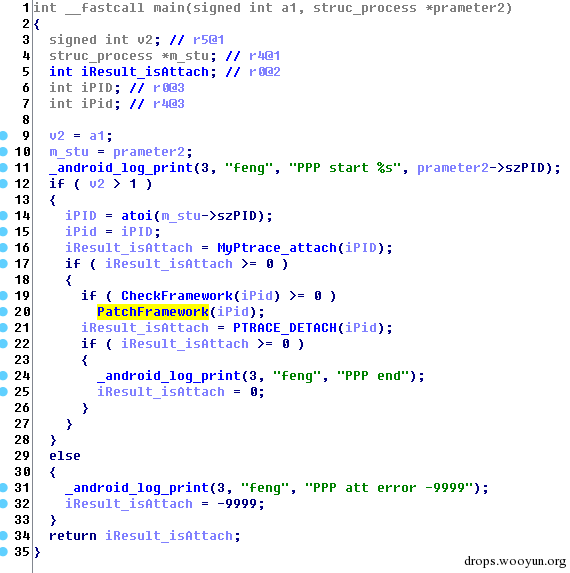 1 int __fastcall main(signed int a1, struc_process *prameter2)
2 {
3 signed int v2; // r5@1
4 struc_process *m_stu; // r4@1
5 int iResult_isAttach; // r0@2
6 int iPID; // r0@3
7 int iPid; // r4@3
8
9 v2 = a1;
10 m_stu = prameter2;
11 _android_log_print(3, "feng", "PPP start %s", prameter2->szPID);
12 if ( v2 > 1 )
13 {
14 iPID = atoi(m_stu->szPID);
15 iPid = iPID;
16 iResult_isAttach = MyPtrace_attach(iPID);
17 if ( iResult_isAttach >= 0 )
18 {
19 if ( CheckFramework(iPid) >= 0 )
20 PatchFramework(iPid);
21 iResult_isAttach = PTRACE_DETACH(iPid);
22 if ( iResult_isAttach >= 0 )
23 {
24 _android_log_print(3, "feng", "PPP end");
25 iResult_isAttach = 0;
26 }
27 }
28 }
29 else
30 {
31 _android_log_print(3, "feng", "PPP att error -9999");
32 iResult_isAttach = -9999;
33 }
34 return iResult_isAttach;
35 }
drops.wooyun.org